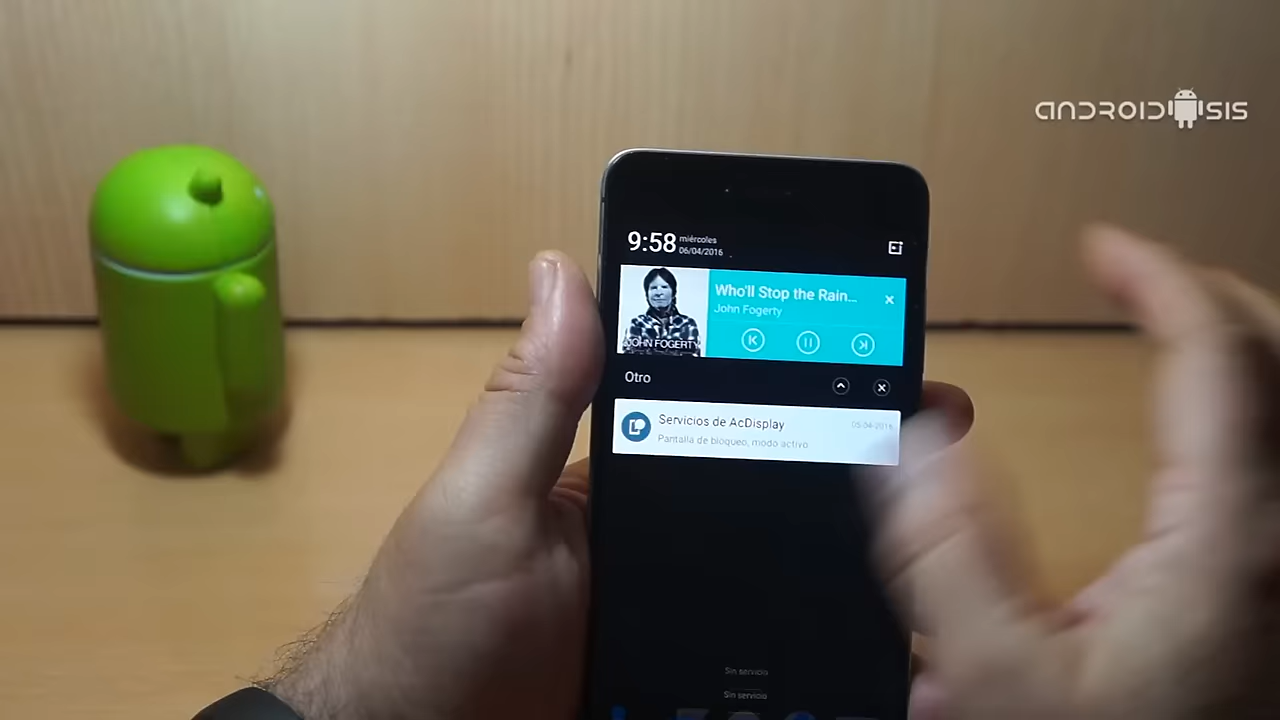 ANDROIDSIS
9:58 miércoles
06/04/2016
Who'll Stop the Rain...
John Fogerty
JOHN FOGERTY
Otro
Servicios de AcDisplay
05-04-2016
Pantalla de bloqueo, modo activo
Sin servicio
Sin servicio